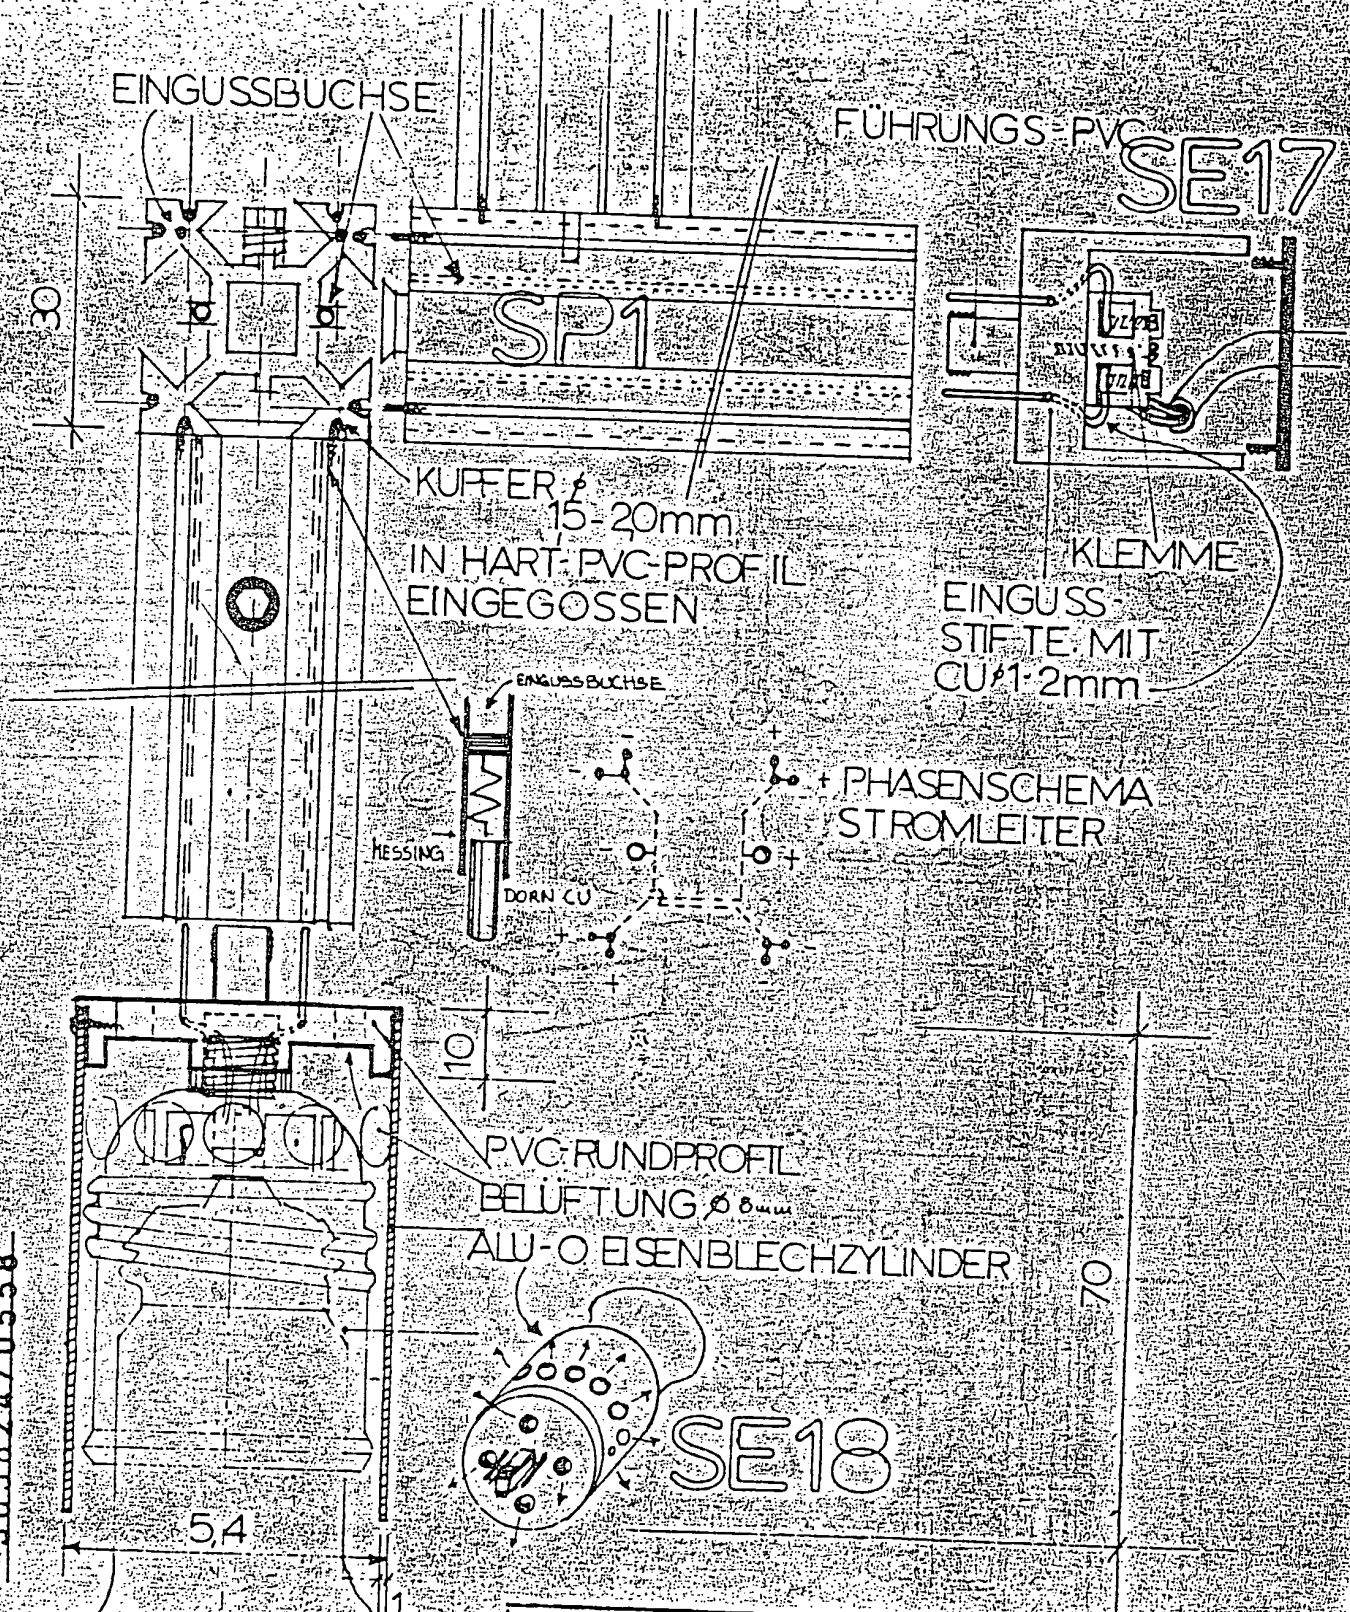 EINGUSSBUCHSE
FÜHRUNGS-PVC
SE17
30
SP1
KUPFER ø
15-20mm
IN HART-PVC-PROFIL
EINGEGOSSEN
KLEMME
EINGUSS-
STIFTE MIT
CU ø1-2mm
EINGUSSBUCHSE
MESSING
DORN CU
- +
- +
- +
+ -
+ -
PHASENSCHEMA
STROMLEITER
10
PVC-RUNDPROFIL
BELÜFTUNG ø 8mm
ALU-O EISENBLECHZYLINDER
70
SE18
5,4
1